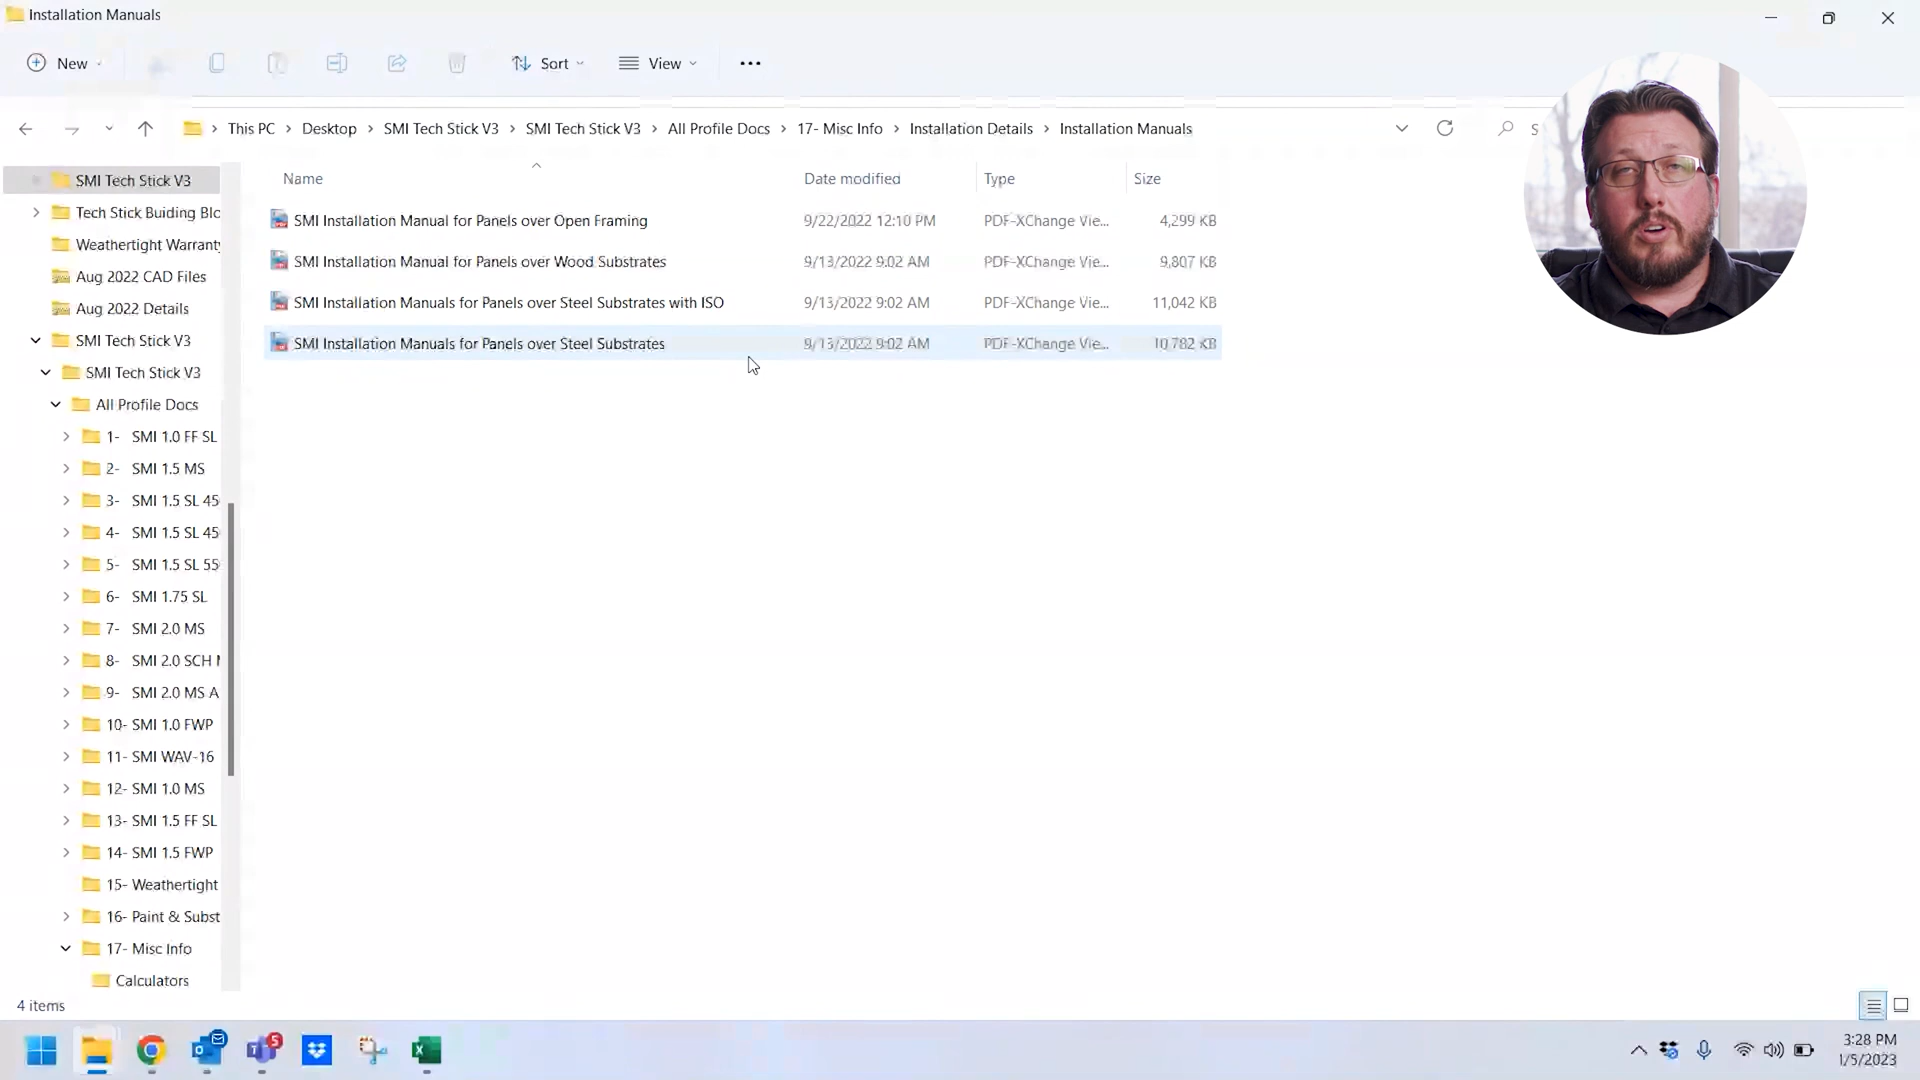 Installation Manuals
New
Sort
View
This PC > Desktop > SMI Tech Stick V3 > SMI Tech Stick V3 > All Profile Docs > 17- Misc Info > Installation Details > Installation Manuals
S
Name Date modified Type Size
SMI Installation Manual for Panels over Open Framing 9/22/2022 12:10 PM PDF-XChange Vie... 4,299 KB
SMI Installation Manual for Panels over Wood Substrates 9/13/2022 9:02 AM PDF-XChange Vie... 9,807 KB
SMI Installation Manuals for Panels over Steel Substrates with ISO 9/13/2022 9:02 AM PDF-XChange Vie... 11,042 KB
SMI Installation Manuals for Panels over Steel Substrates 9/13/2022 9:02 AM PDF-XChange Vie... 10,782 KB
SMI Tech Stick V3
Tech Stick Buiding Blo
Weathertight Warranty
Aug 2022 CAD Files
Aug 2022 Details
SMI Tech Stick V3
SMI Tech Stick V3
All Profile Docs
1- SMI 1.0 FF SL
2- SMI 1.5 MS
3- SMI 1.5 SL 45
4- SMI 1.5 SL 45
5- SMI 1.5 SL 55
6- SMI 1.75 SL
7- SMI 2.0 MS
8- SMI 2.0 SCH
9- SMI 2.0 MS A
10- SMI 1.0 FWP
11- SMI WAV-16
12- SMI 1.0 MS
13- SMI 1.5 FF SL
14- SMI 1.5 FWP
15- Weathertight
16- Paint & Subst
17- Misc Info
Calculators
4 items
5
3:28 PM
1/5/2023